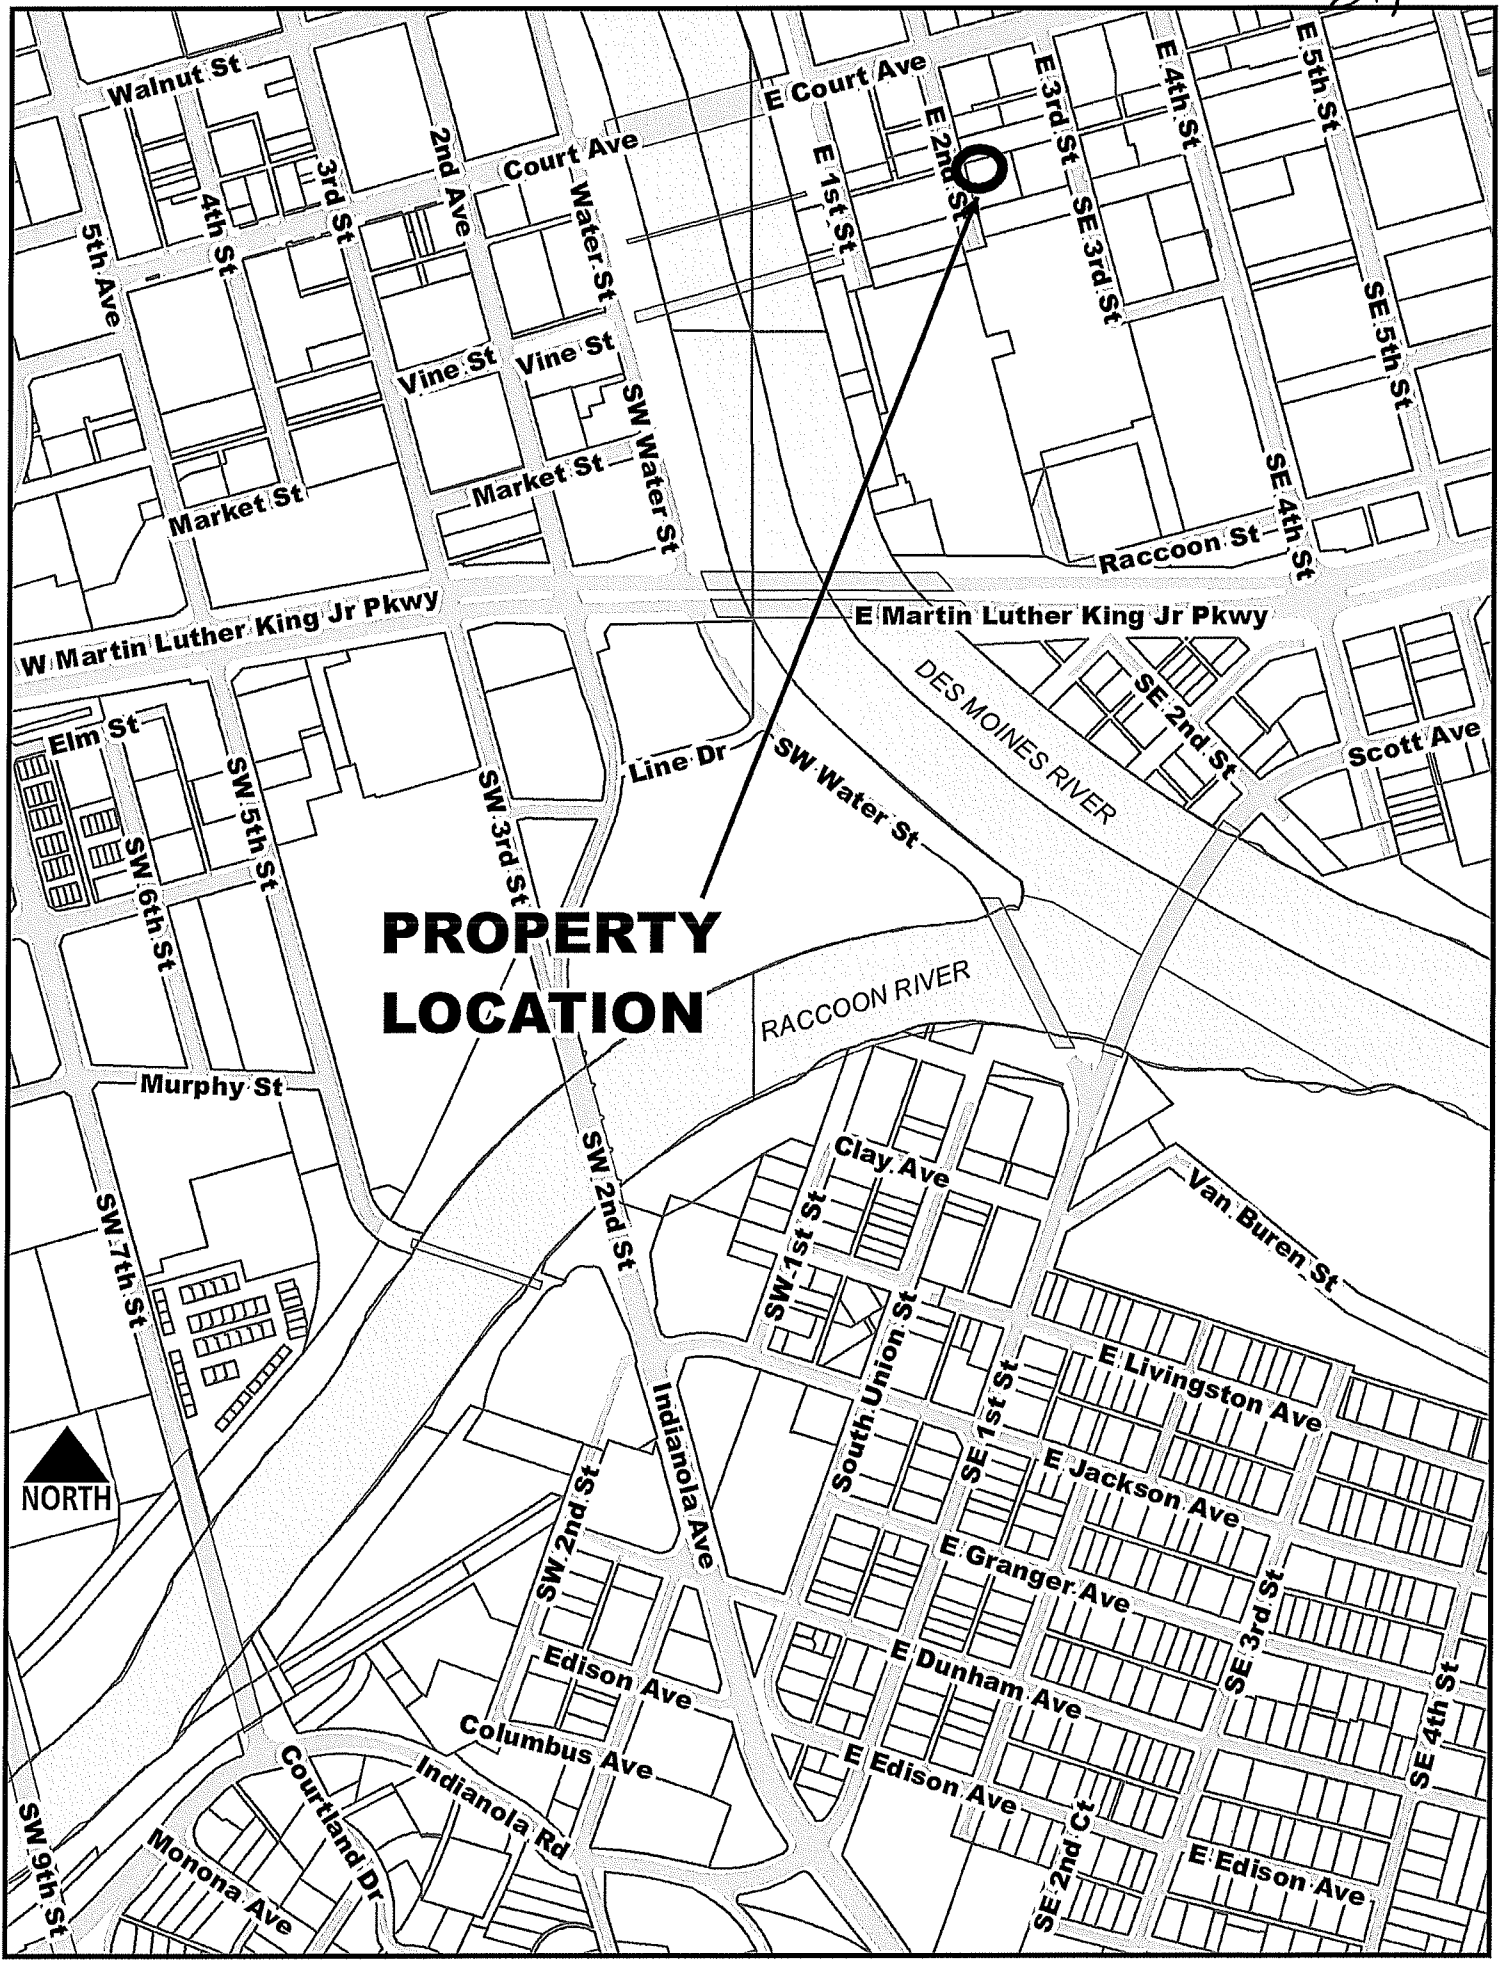 Walnut St
E Court Ave
E 3rd St
E 4th St
E 5th St
E 2nd St
2nd Ave
Court Ave
3rd St
4th St
5th Ave
Water St
E 1st St
SE 3rd St
SE 5th St
Vine St
Vine St
SW Water St
Market St
Market St
SE 4th St
Raccoon St
W Martin Luther King Jr Pkwy
E Martin Luther King Jr Pkwy
DES MOINES RIVER
SE 2nd St
Scott Ave
Elm St
Line Dr
SW Water St
SW 5th St
SW 3rd St
SW 6th St
PROPERTY
LOCATION
RACCOON RIVER
Murphy St
SW 2nd St
Clay Ave
Van Buren St
SW 7th St
SW 1st St
South Union St
E Livingston Ave
SE 1st St
Indianola Ave
E Jackson Ave
NORTH
SW 2nd St
E Granger Ave
SE 3rd St
Edison Ave
E Dunham Ave
SE 4th St
Columbus Ave
E Edison Ave
Courtland Dr
Indianola Rd
SE 2nd Ct
E Edison Ave
SW 9th St
Monona Ave